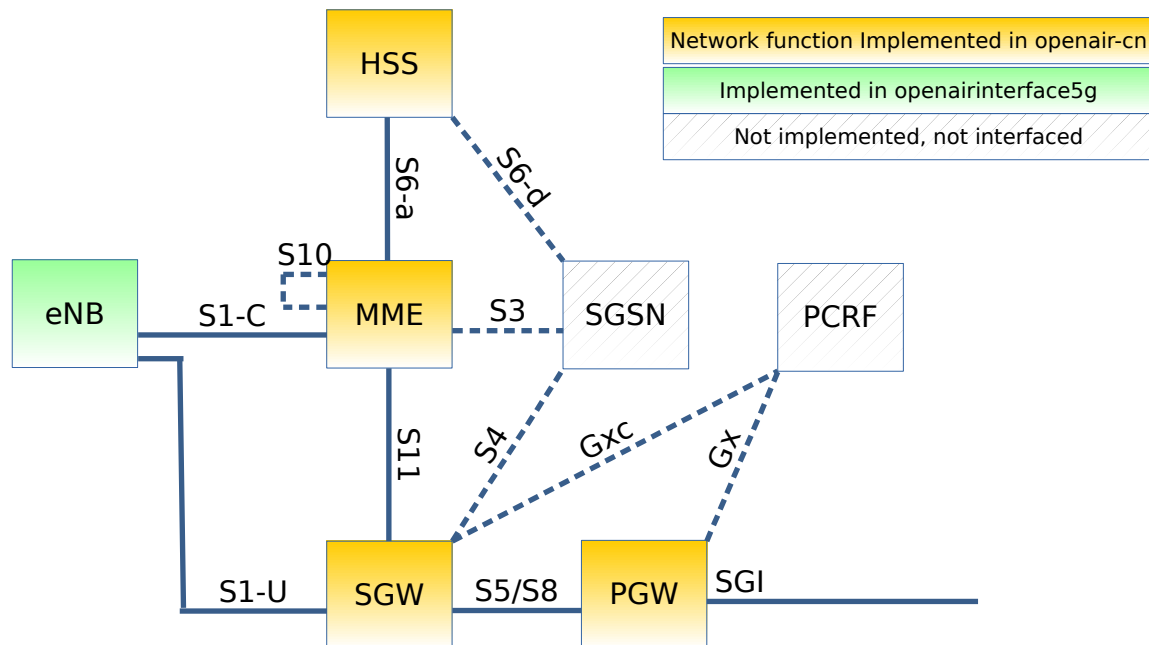 HSS
Network function Implemented in openair-cn
Implemented in openairinterface5g
Not implemented, not interfaced
S6-a
S6-d
S10
eNB
S1-C
MME
S3
SGSN
PCRF
S11
S4
Gxc
Gx
S1-U
SGW
S5/S8
PGW
SGI